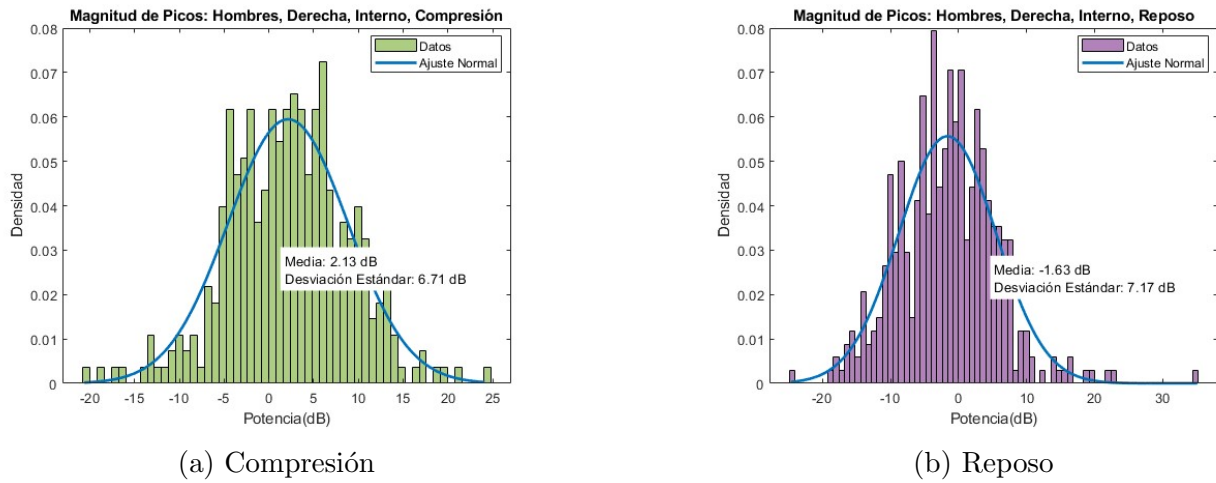 Magnitud de Picos: Hombres, Derecha, Interno, Compresión
0.08
0.07
0.06
0.05
0.04
0.03
0.02
0.01
0
Densidad
Datos
Ajuste Normal
Media: 2.13 dB
Desviación Estándar: 6.71 dB
-20 -15 -10 -5 0 5 10 15 20 25
Potencia(dB)
(a) Compresión
Magnitud de Picos: Hombres, Derecha, Interno, Reposo
0.08
0.07
0.06
0.05
0.04
0.03
0.02
0.01
0
Densidad
Datos
Ajuste Normal
Media: -1.63 dB
Desviación Estándar: 7.17 dB
-20 -10 0 10 20 30
Potencia(dB)
(b) Reposo